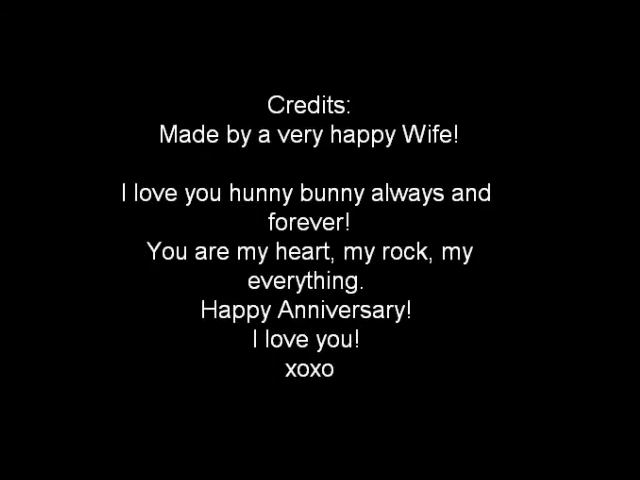 Credits:
Made by a very happy Wife!
I love you hunny bunny always and
forever!
You are my heart, my rock, my
everything.
Happy Anniversary!
I love you!
xoxo